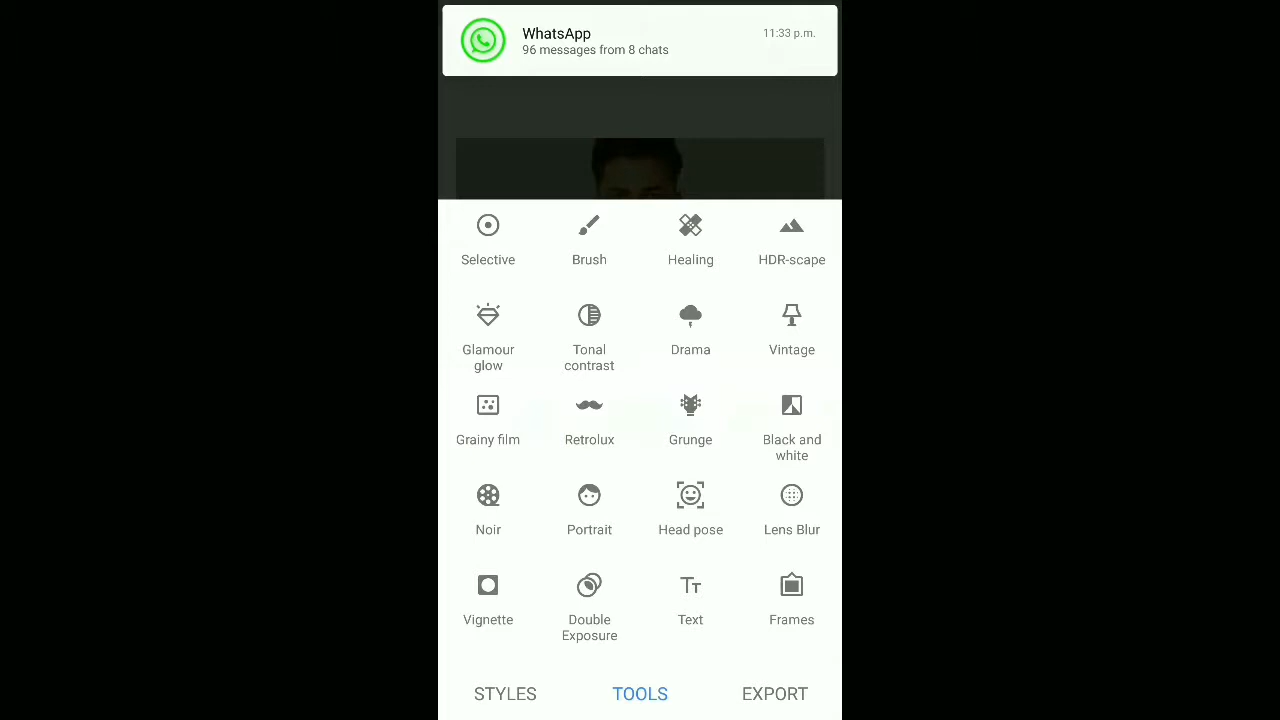 WhatsApp
11:33 p.m.
96 messages from 8 chats
Selective
Brush
Healing
HDR-scape
Glamour
glow
Tonal
contrast
Drama
Vintage
Grainy film
Retrolux
Grunge
Black and
white
Noir
Portrait
Head pose
Lens Blur
Vignette
Double
Exposure
Text
Frames
STYLES
TOOLS
EXPORT